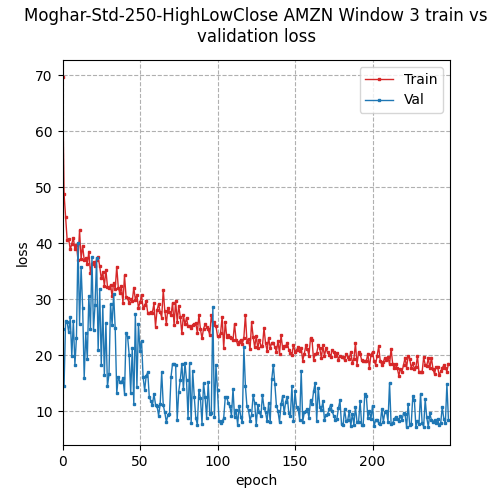 Moghar-Std-250-HighLowClose AMZN Window 3 train vs
validation loss
Train
Val
70
60
50
40
30
20
10
loss
0
50
100
150
200
epoch